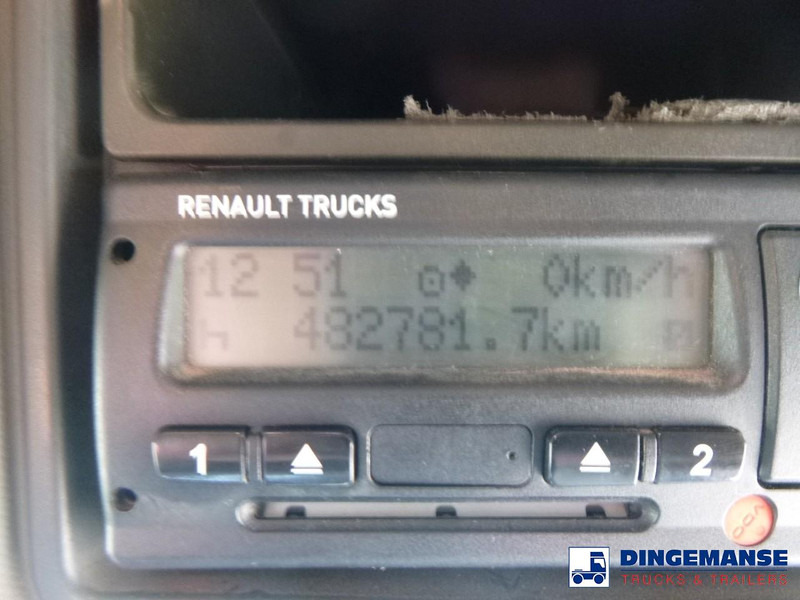 RENAULT TRUCKS
12 51 0km/h
482781.7km
1 2
DINGEMANSE
TRUCKS & TRAILERS